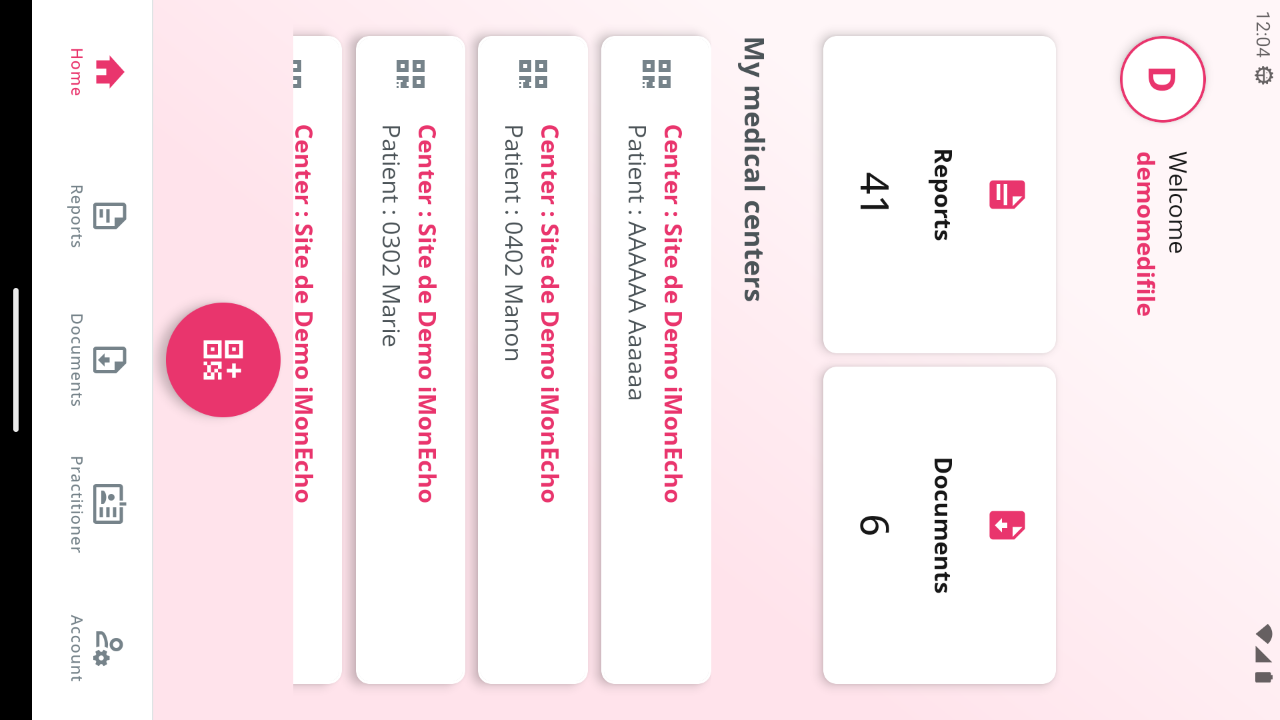 12:04
D
Welcome
demomedifile
Reports
41
Documents
6
My medical centers
Center : Site de Demo iMonEcho
Patient : AAAAAA Aaaaaa
Center : Site de Demo iMonEcho
Patient : 0402 Manon
Center : Site de Demo iMonEcho
Patient : 0302 Marie
Center : Site de Demo iMonEcho
Home
Reports
Documents
Practitioner
Account